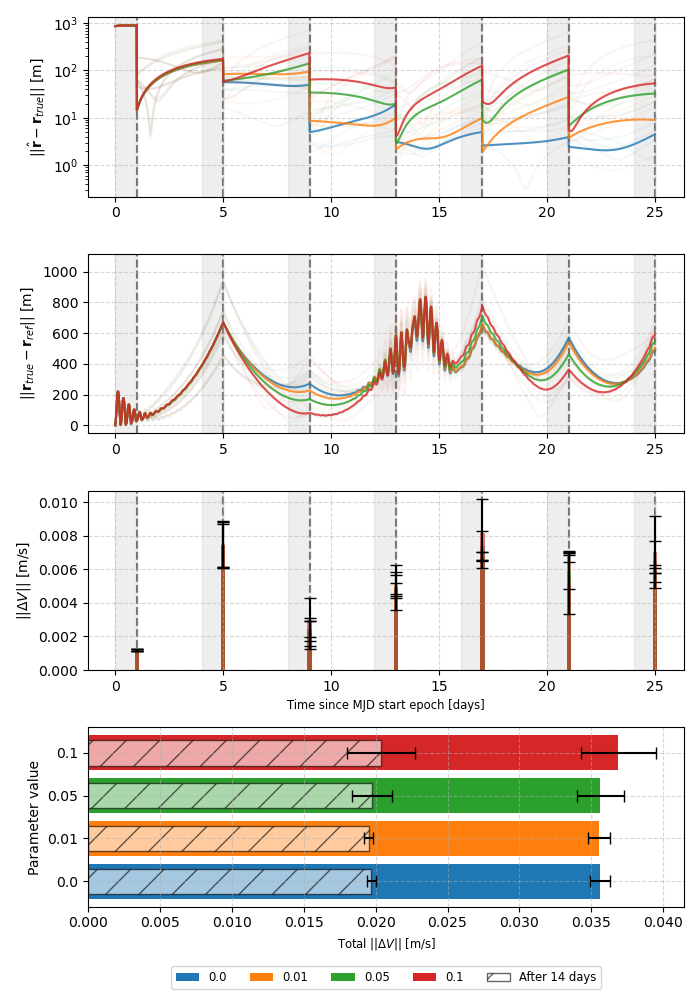 ||r̂ − r_true|| [m]
10³
10²
10¹
10⁰
0 5 10 15 20 25
||r_true − r_ref|| [m]
1000
800
600
400
200
0
0 5 10 15 20 25
||ΔV|| [m/s]
0.010
0.008
0.006
0.004
0.002
0.000
0 5 10 15 20 25
Time since MJD start epoch [days]
Parameter value
0.1
0.05
0.01
0.0
0.000 0.005 0.010 0.015 0.020 0.025 0.030 0.035 0.040
Total ||ΔV|| [m/s]
0.0 0.01 0.05 0.1 After 14 days